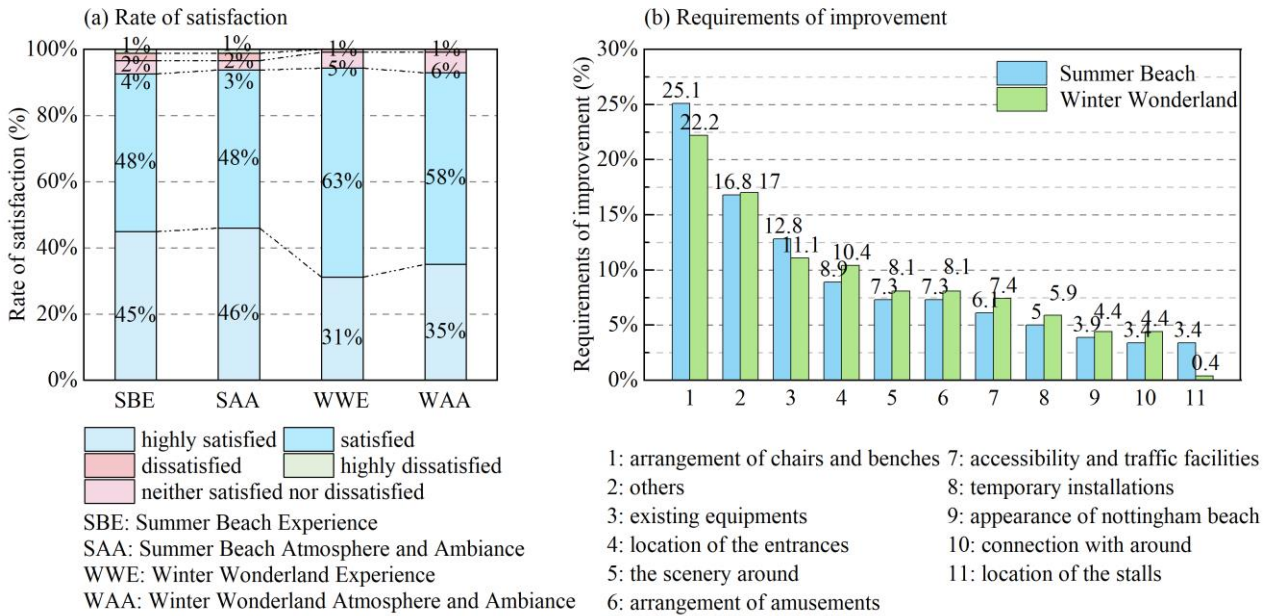 (a) Rate of satisfaction
100%
80%
60%
40%
20%
0%
Rate of satisfaction (%)
1% 1% 1% 1%
2% 2% 5% 6%
4% 3%
48% 48% 63% 58%
45% 46% 31% 35%
SBE SAA WWE WAA
highly satisfied satisfied
dissatisfied highly dissatisfied
neither satisfied nor dissatisfied
SBE: Summer Beach Experience
SAA: Summer Beach Atmosphere and Ambiance
WWE: Winter Wonderland Experience
WAA: Winter Wonderland Atmosphere and Ambiance
(b) Requirements of improvement
30%
25%
20%
15%
10%
5%
0%
Requirements of improvement (%)
Summer Beach
Winter Wonderland
25.1 22.2 16.8 17 12.8 11.1 8.9 10.4 7.3 8.1 7.3 8.1 6.1 7.4 5 5.9 3.9 4.4 3.4 4.4 3.4 0.4
1 2 3 4 5 6 7 8 9 10 11
1: arrangement of chairs and benches
2: others
3: existing equipments
4: location of the entrances
5: the scenery around
6: arrangement of amusements
7: accessibility and traffic facilities
8: temporary installations
9: appearance of nottingham beach
10: connection with around
11: location of the stalls